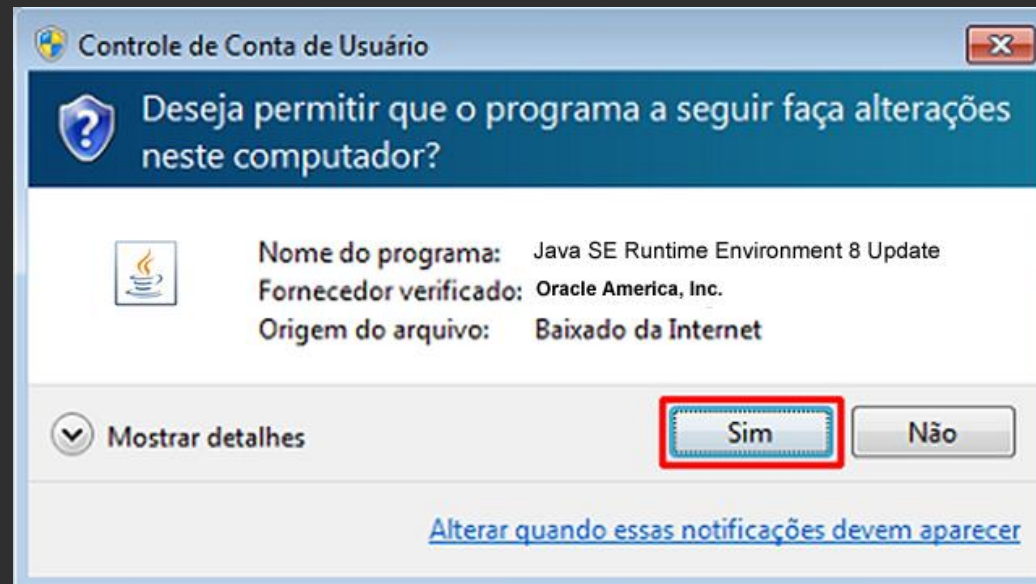 Controle de Conta de Usuário
Deseja permitir que o programa a seguir faça alterações
neste computador?
Nome do programa: Java SE Runtime Environment 8 Update
Fornecedor verificado: Oracle America, Inc.
Origem do arquivo: Baixado da Internet
Mostrar detalhes Sim Não
Alterar quando essas notificações devem aparecer